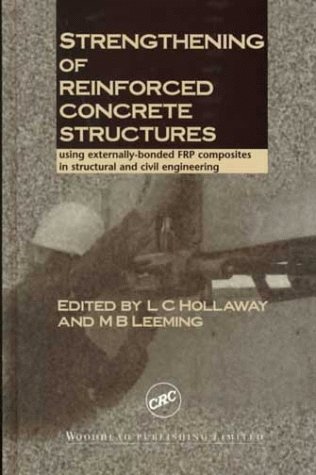 STRENGTHENING
OF
REINFORCED
CONCRETE
STRUCTURES
using externally-bonded FRP composites
in structural and civil engineering
EDITED BY L C HOLLAWAY
AND M B LEEMING
CRC
WOODHEAD PUBLISHING LIMITED